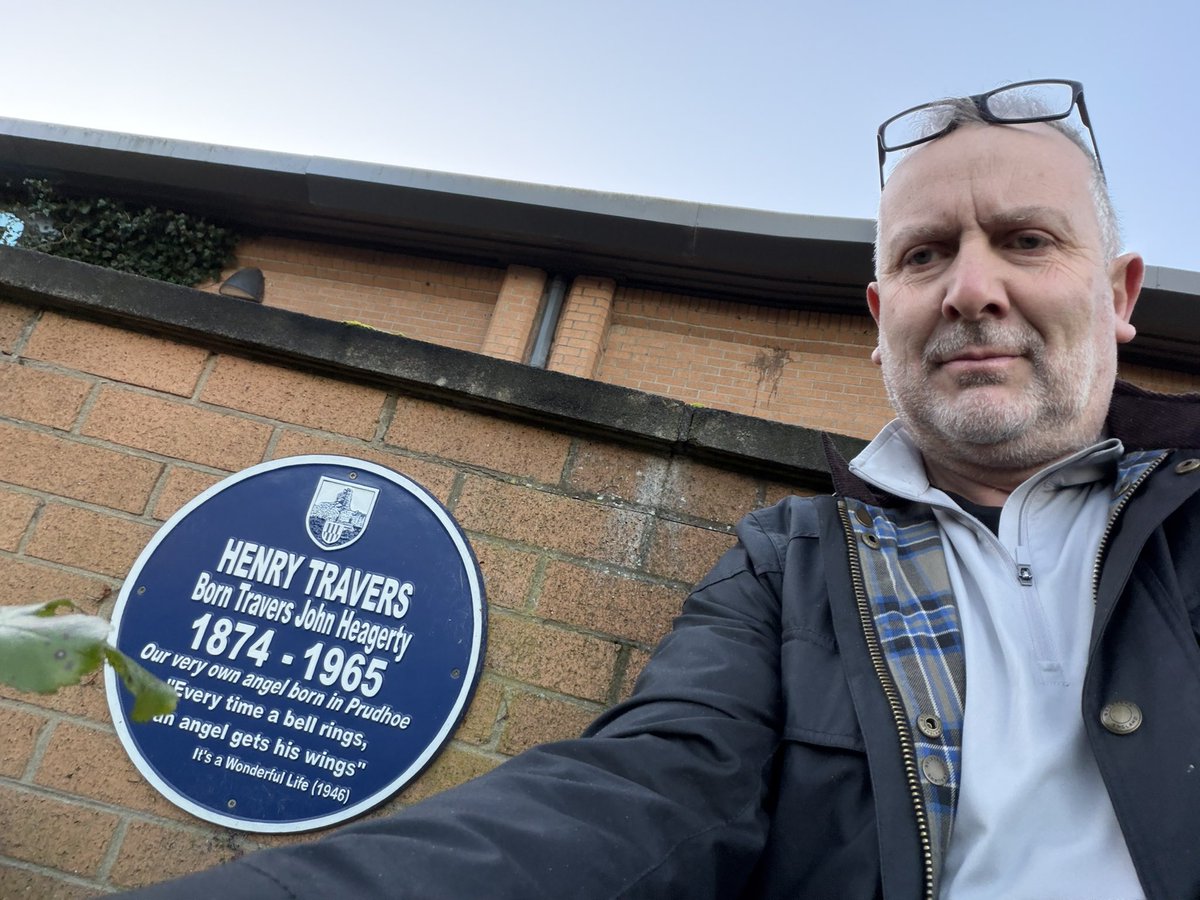 HENRY TRAVERS
Born Travers John Heagerty
1874 - 1965
Our very own angel born in Prudhoe
"Every time a bell rings,
an angel gets his wings"
It's a Wonderful Life (1946)